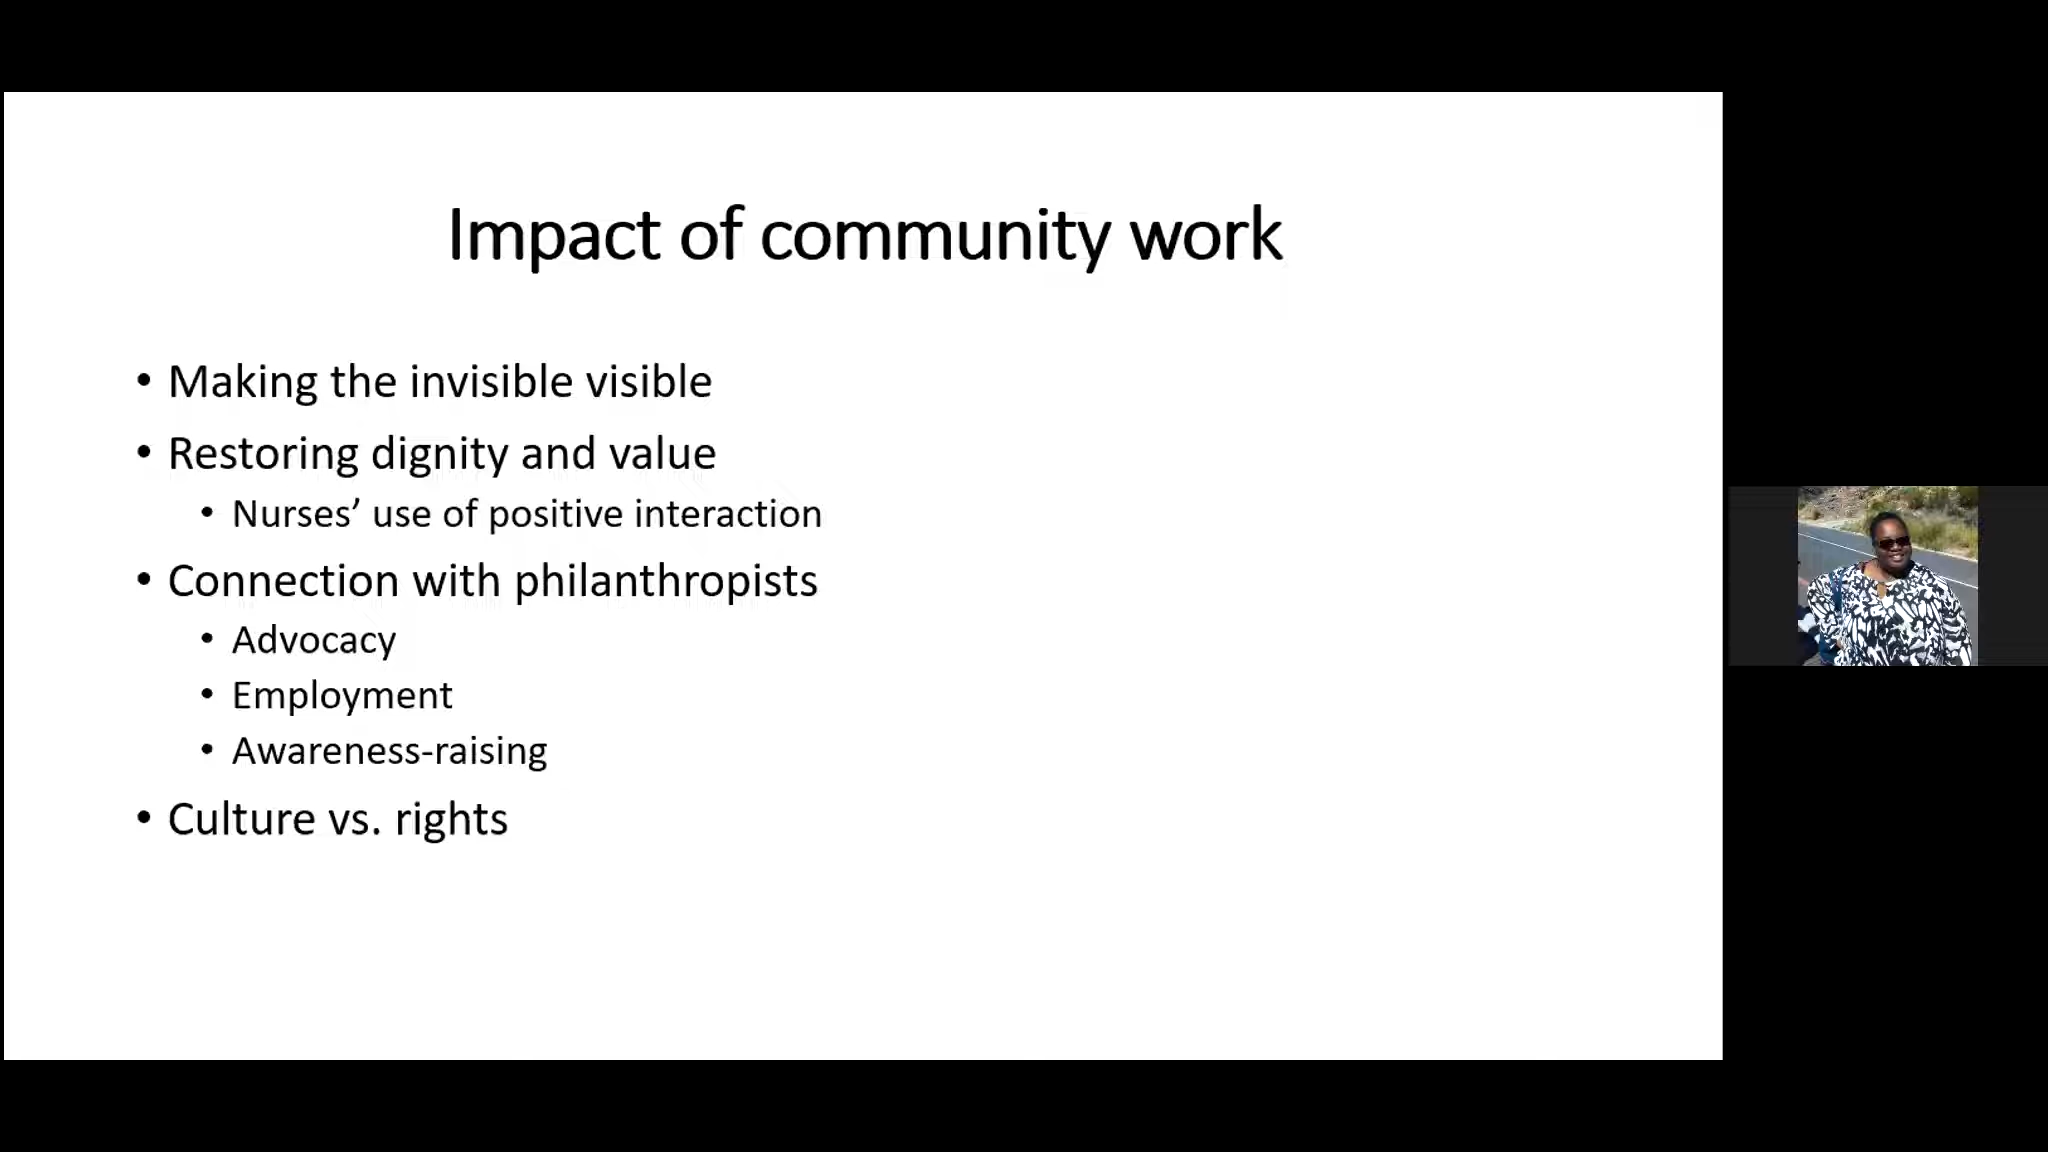 Impact of community work
• Making the invisible visible
• Restoring dignity and value
• Nurses’ use of positive interaction
• Connection with philanthropists
• Advocacy
• Employment
• Awareness-raising
• Culture vs. rights